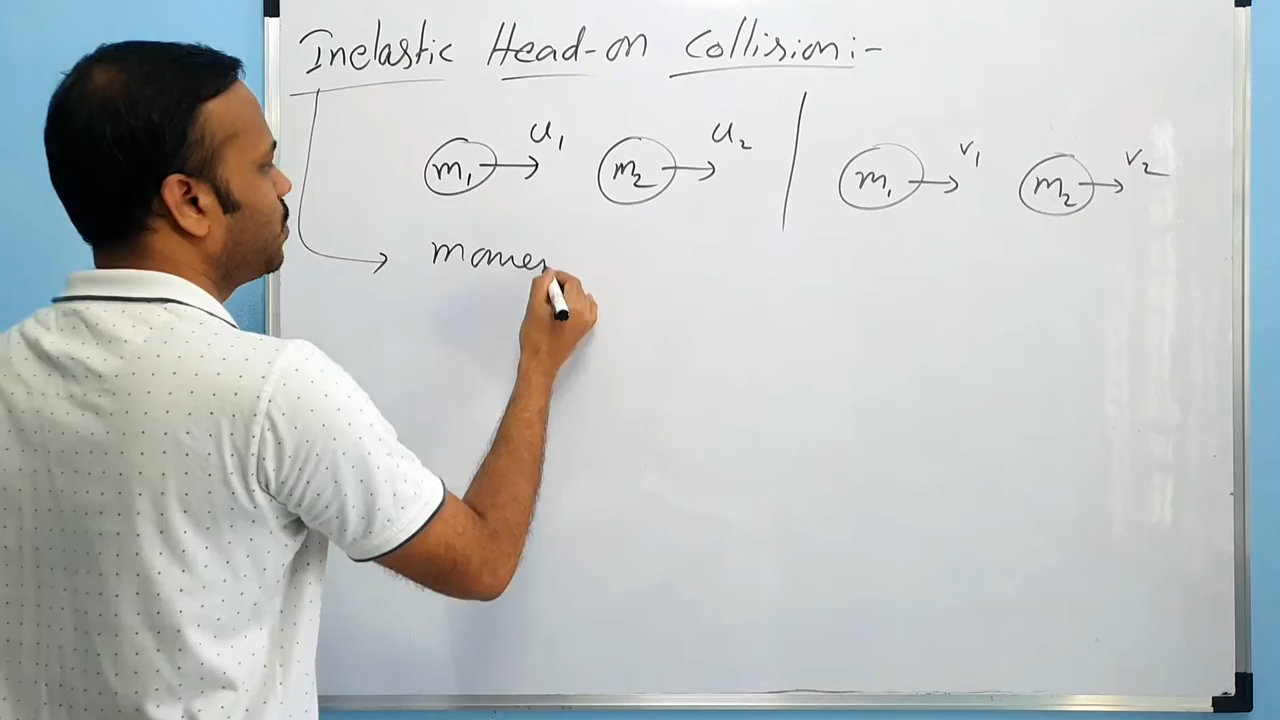 Inelastic Head-on Collision:-
m₁ u₁ m₂ u₂ m₁ v₁ m₂ v₂
momen